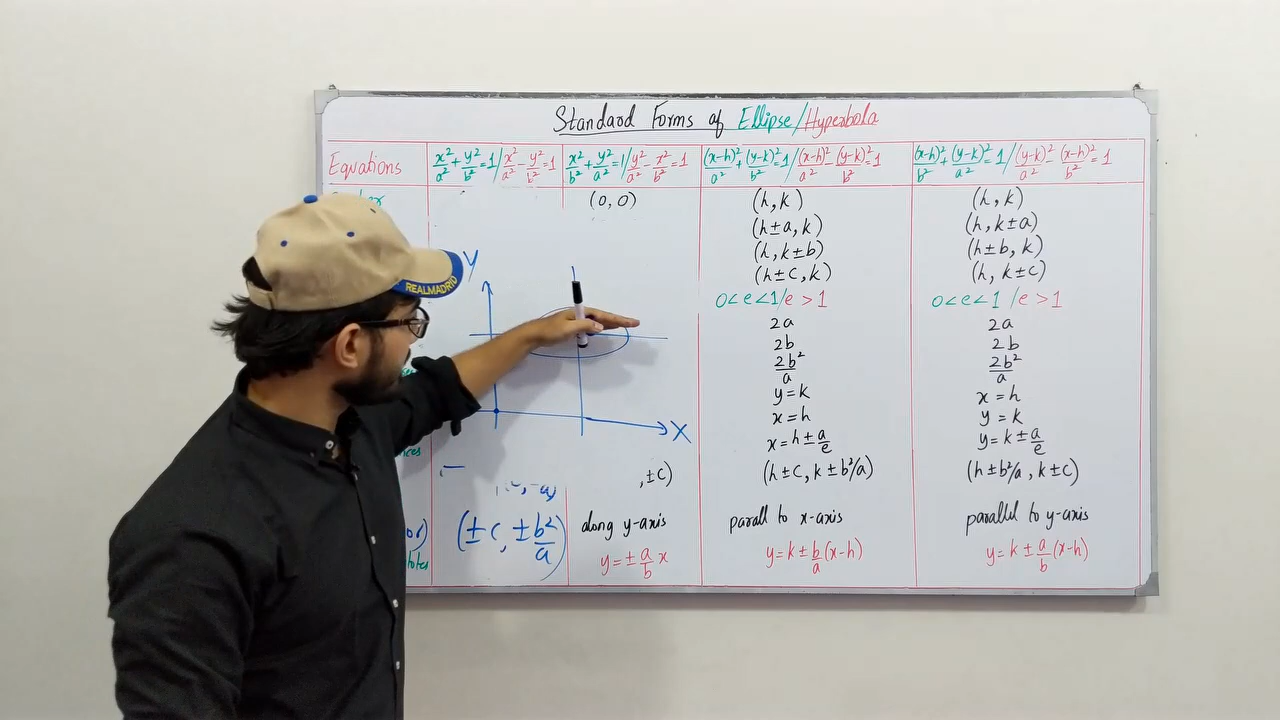 Standard Forms of Ellipse/Hyperbola
Equations x²/a²+y²/b²=1/x²/a²-y²/b²=1 x²/b²+y²/a²=1/y²/a²-x²/b²=1 (x-h)²/a²+(y-k)²/b²=1/(x-h)²/a²-(y-k)²/b²=1 (x-h)²/b²+(y-k)²/a²=1/(y-k)²/a²-(x-h)²/b²=1
(0,0) (h,k) (h,k)
(h±a,k) (h,k±a)
(h,k±b) (h±b,k)
(h±c,k) (h,k±c)
0<e<1/e>1 0<e<1/e>1
2a 2a
2b 2b
2b²/a 2b²/a
y=k x=h
x=h y=k
x=h±a/e y=k±a/e
,±c) (h±c,k±b²/a) (h±b²/a,k±c)
(±c,±b²/a) along y-axis parall to x-axis parallel to y-axis
y=±a/b x y=k±b/a(x-h) y=k±a/b(x-h)
Y
X
REALMADRID